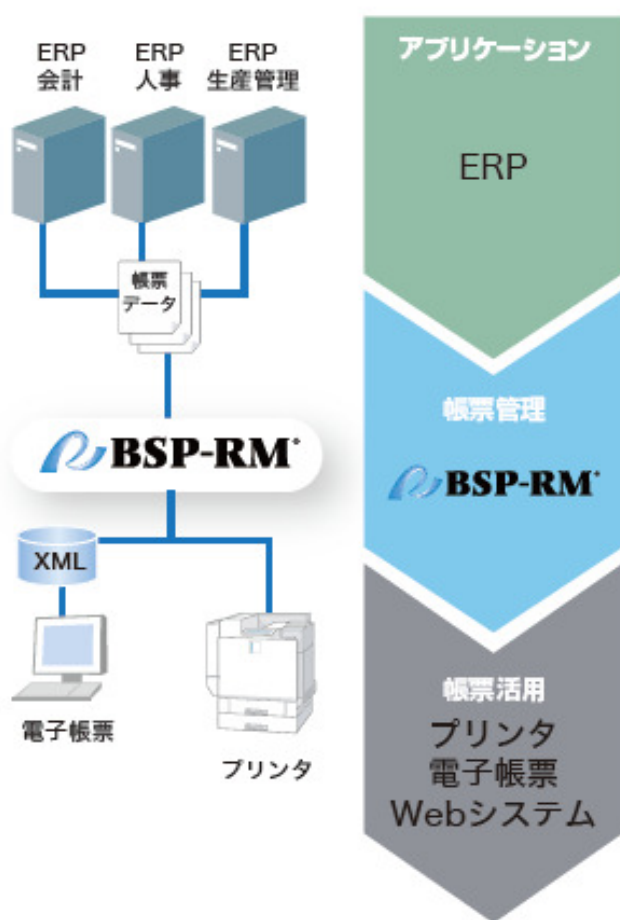 ERP
会計
ERP
人事
ERP
生産管理
帳票
データ
BSP-RM
XML
電子帳票
プリンタ
アプリケーション
ERP
帳票管理
BSP-RM
帳票活用
プリンタ
電子帳票
Webシステム